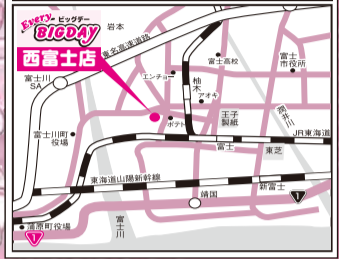 Every ビッグデー
BIGDAY
西富士店
岩本
東名高速道路
富士川
SA
エンチョー
富士高校
富士
市役所
柚木
アオキ
潤井川
ポテト
王子
製紙
富士川町
役場
JR東海道
富士
東芝
東海道山陽新幹線
新富士
靖国
1
富士川
蒲原町役場
1